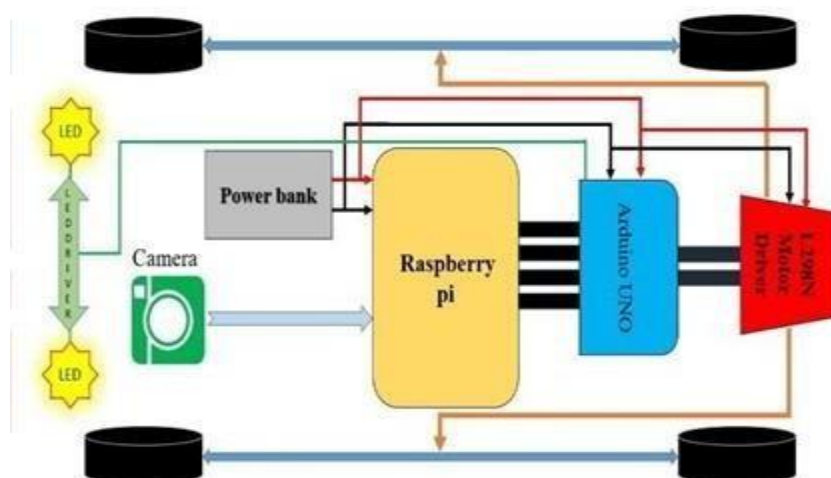 LED
LED DRIVER
LED
Power bank
Camera
Raspberry
pi
Arduino UNO
L298N
Motor
Driver